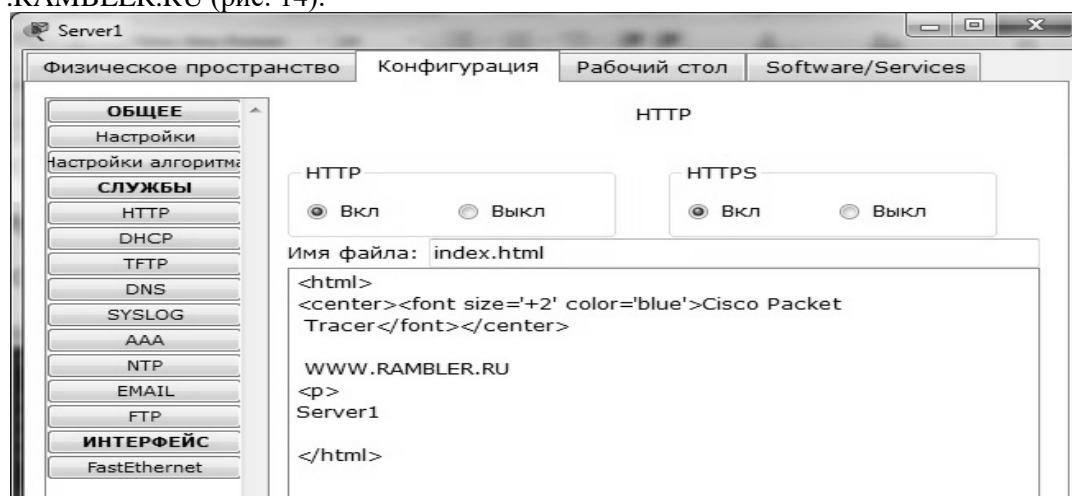 .RAMBLER.RU (рис. 14).
Server1
Физическое пространство Конфигурация Рабочий стол Software/Services
ОБЩЕЕ
Настройки
Настройки алгоритма
СЛУЖБЫ
HTTP
DHCP
TFTP
DNS
SYSLOG
AAA
NTP
EMAIL
FTP
ИНТЕРФЕЙС
FastEthernet
HTTP
HTTP
Вкл Выкл
HTTPS
Вкл Выкл
Имя файла: index.html
<html>
<center><font size='+2' color='blue'>Cisco Packet
Tracer</font></center>
WWW.RAMBLER.RU
<p>
Server1
</html>